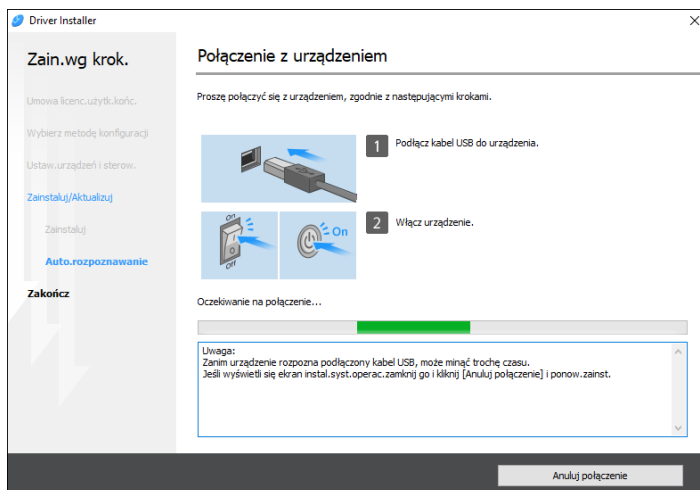 Driver Installer
Zain.wg krok.
Umowa licenc.użytk.końc.
Wybierz metodę konfiguracji
Ustaw.urządzeń i sterow.
Zainstaluj/Aktualizuj
Zainstaluj
Auto.rozpoznawanie
Zakończ
Połączenie z urządzeniem
Proszę połączyć się z urządzeniem, zgodnie z następującymi krokami.
1 Podłącz kabel USB do urządzenia.
On
Off
On
2 Włącz urządzenie.
Oczekiwanie na połączenie...
Uwaga:
Zanim urządzenie rozpozna podłączony kabel USB, może minąć trochę czasu.
Jeśli wyświetli się ekran instal.syst.operac.zamknij go i kliknij [Anuluj połączenie] i ponow.zainst.
Anuluj połączenie